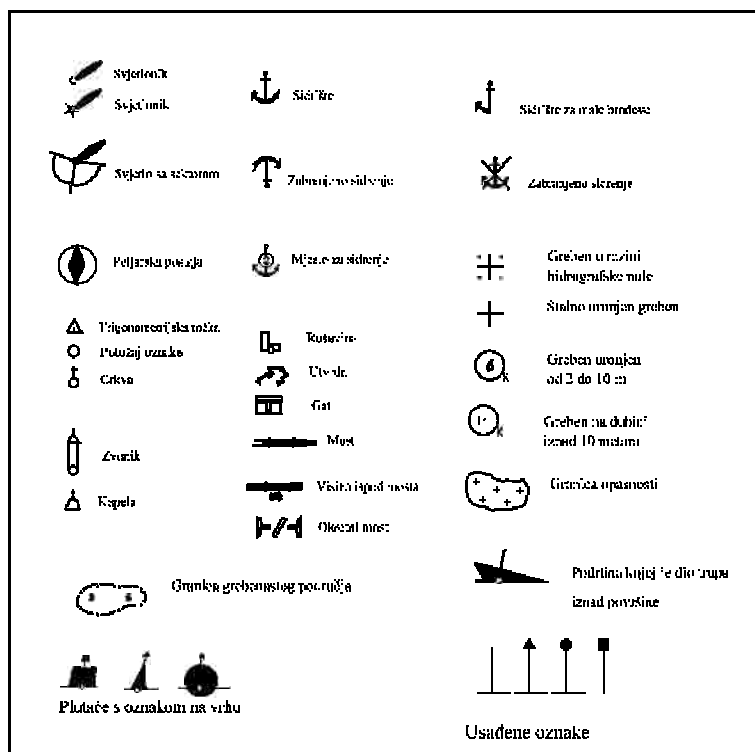 Svjetionik
Svjetionik
Svjetlo sa sektorom
Peljarska postaja
Trigonometrijska točka
Položaj oznake
Crkva
Zvonik
Kapela
Sidrište
Zabranjeno sidrenje
Mjesto za sidrenje
Ruševine
Utvrda
Gat
Most
Visina ispod mosta
Okretni most
Sidrište za male brodove
Zabranjeno sidrenje
Greben u razini
hidrografske nule
Stalno uronjen greben
Greben uronjen
od 2 do 10 m
Greben na dubini
iznad 10 metara
Granica opasnosti
Granica grebenastog područja
Podrtina kojoj je dio trupa
iznad površine
Plutače s oznakom na vrhu
Usađene oznake